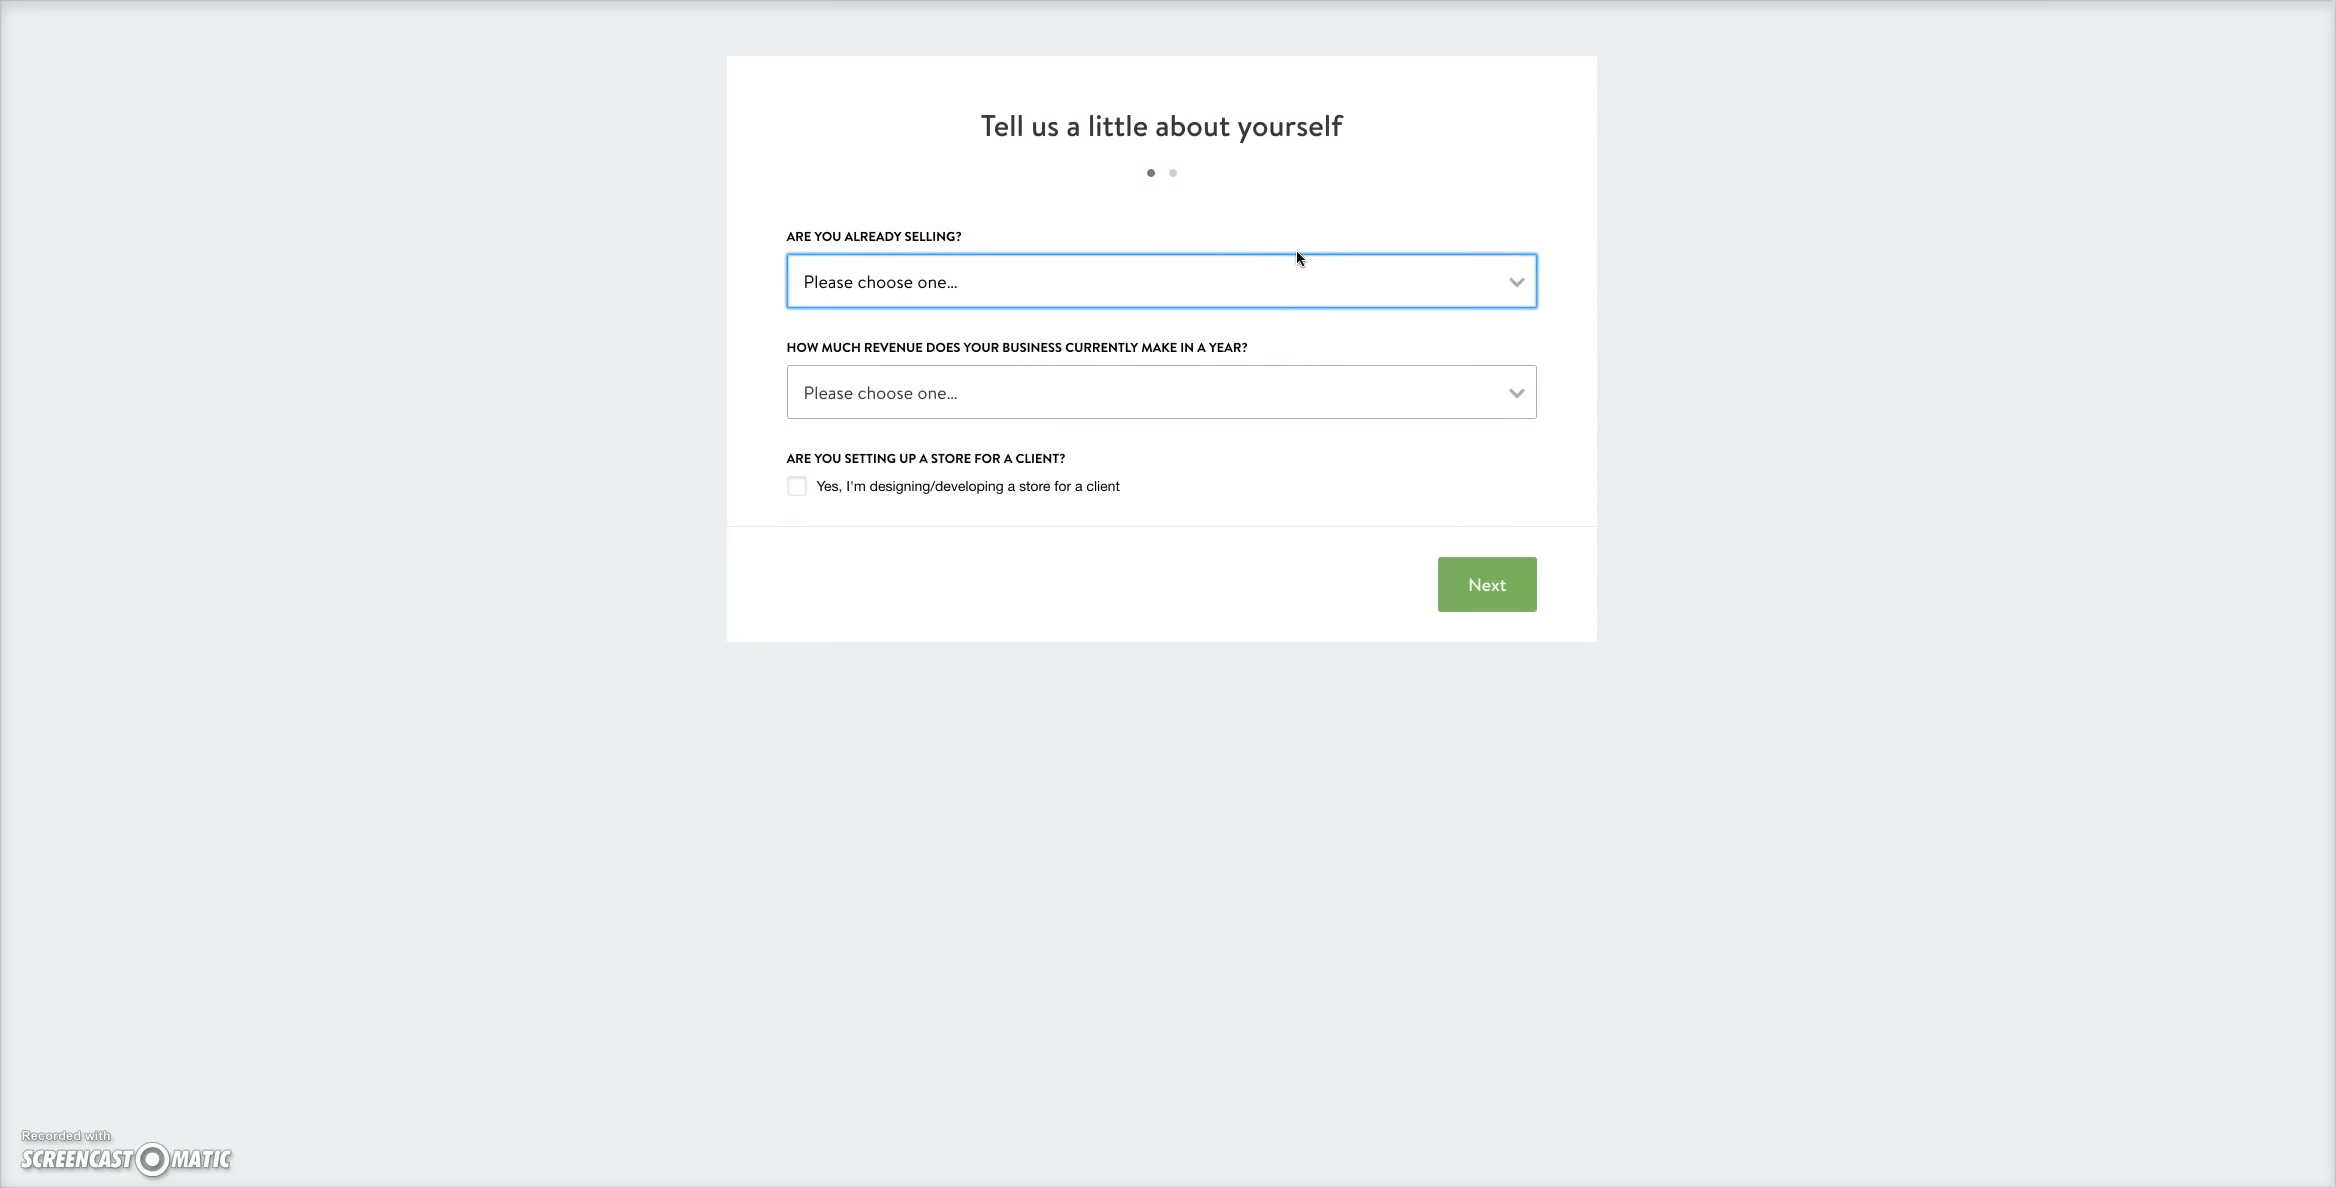 Tell us a little about yourself
ARE YOU ALREADY SELLING?
Please choose one...
HOW MUCH REVENUE DOES YOUR BUSINESS CURRENTLY MAKE IN A YEAR?
Please choose one...
ARE YOU SETTING UP A STORE FOR A CLIENT?
Yes, I'm designing/developing a store for a client
Next
Recorded with
SCREENCAST MATIC